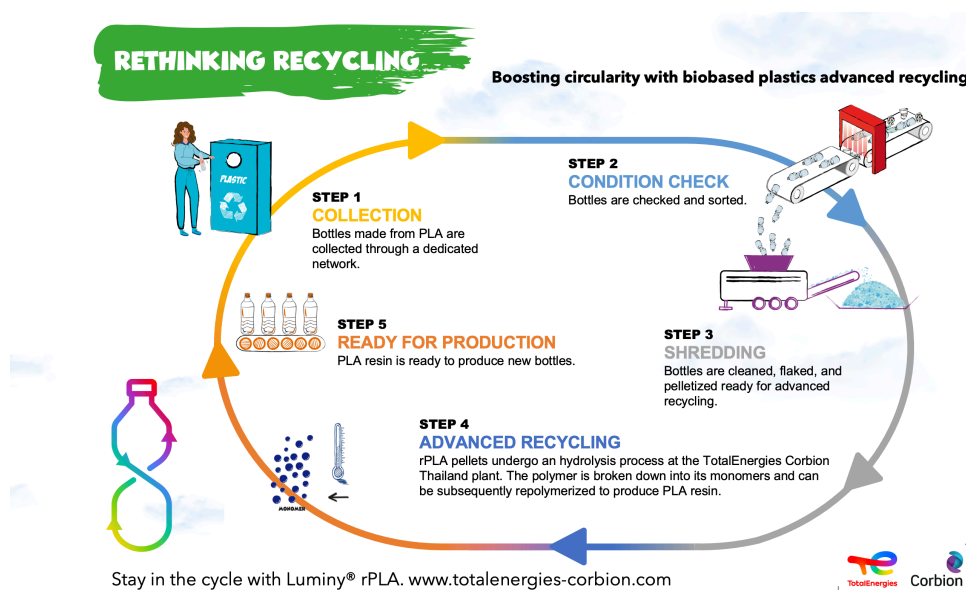 RETHINKING RECYCLING
Boosting circularity with biobased plastics advanced recycling
PLASTIC
STEP 1
COLLECTION
Bottles made from PLA are
collected through a dedicated
network.
STEP 2
CONDITION CHECK
Bottles are checked and sorted.
STEP 3
SHREDDING
Bottles are cleaned, flaked, and
pelletized ready for advanced
recycling.
STEP 4
ADVANCED RECYCLING
rPLA pellets undergo an hydrolysis process at the TotalEnergies Corbion
Thailand plant. The polymer is broken down into its monomers and can
be subsequently repolymerized to produce PLA resin.
MONOMER
STEP 5
READY FOR PRODUCTION
PLA resin is ready to produce new bottles.
Stay in the cycle with Luminy® rPLA. www.totalenergies-corbion.com
TotalEnergies
Corbion